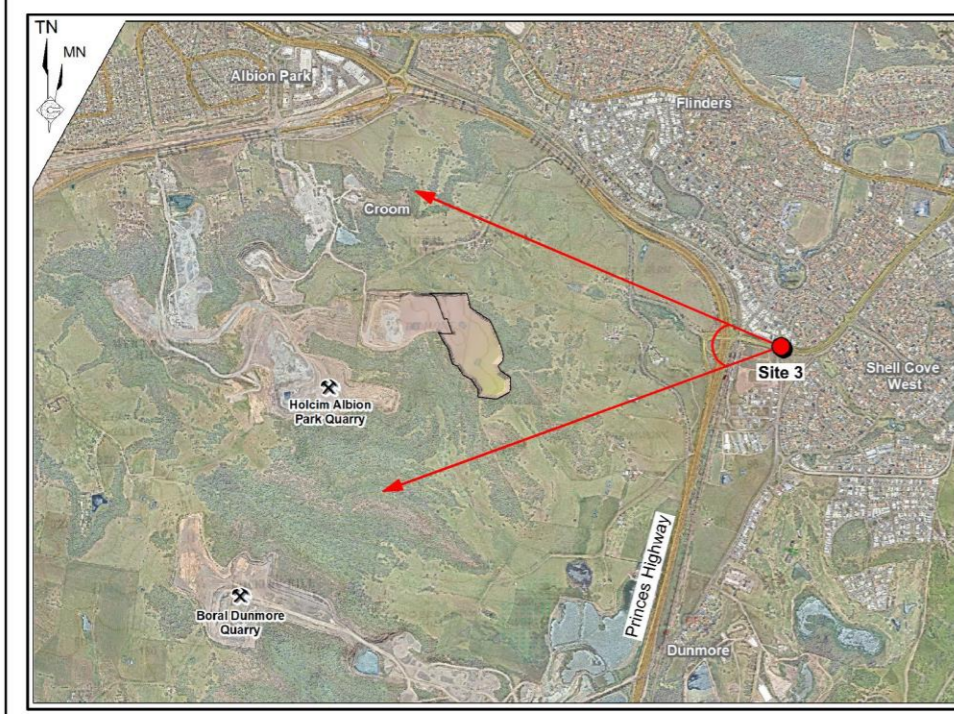 TN
MN
Albion Park
Flinders
Croom
Site 3
Shell Cove
West
Holcim Albion
Park Quarry
Princes Highway
Boral Dunmore
Quarry
Dunmore